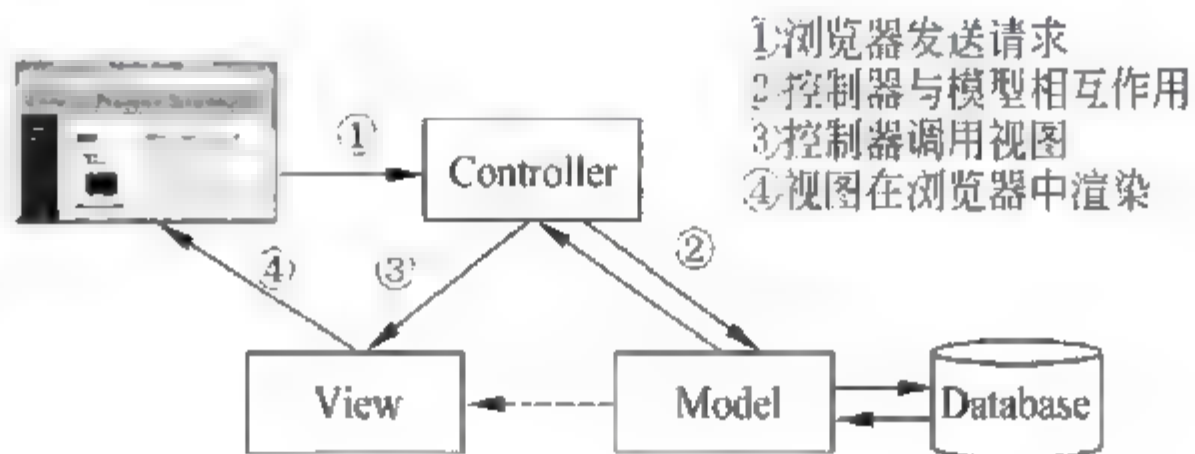 ①浏览器发送请求
②控制器与模型相互作用
③控制器调用视图
④视图在浏览器中渲染
①
Controller
④
③
②
View
Model
Database